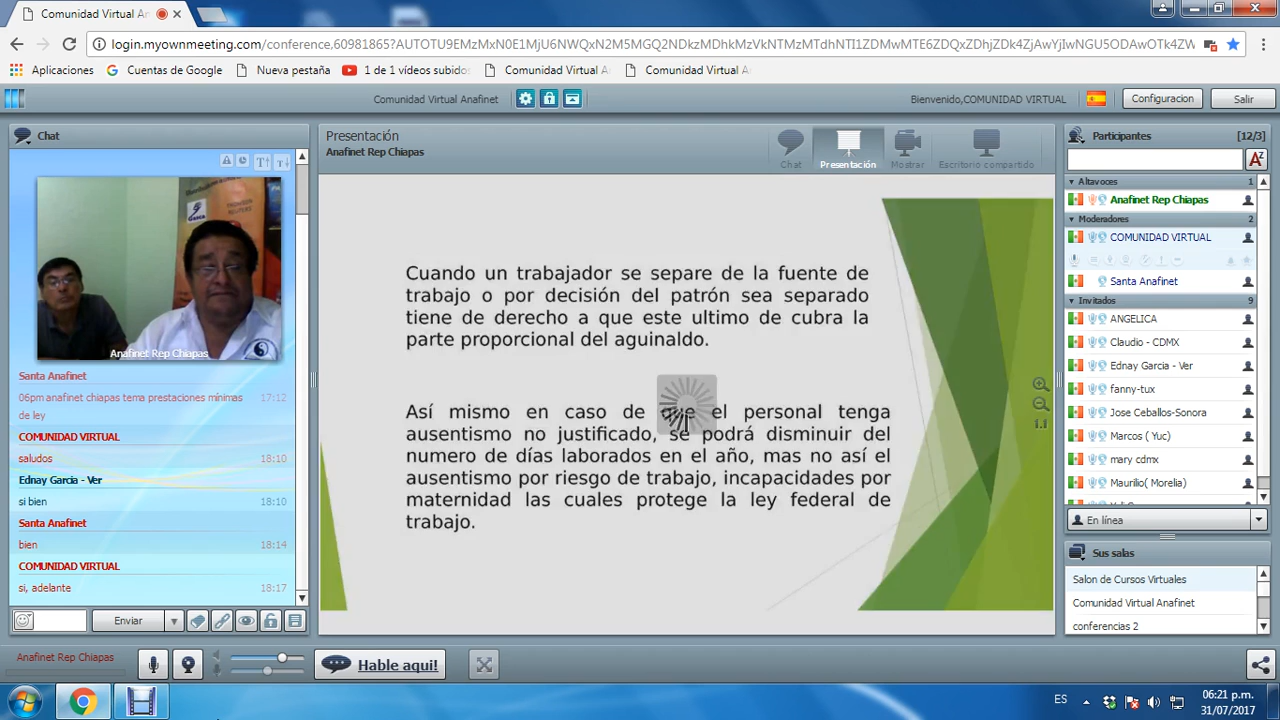 Comunidad Virtual An
login.myownmeeting.com/conference.60981865?AUTOTU9EMzMxN0E1MjU6NWQxN2M5MGQ2NDkzMDhkMzVkNTMzMTdhNTI1ZDMwMTE6ZDQxZDhjZDk4ZjAwYjIwNGU5ODAwOTk4ZW
Aplicaciones
Cuentas de Google
Nueva pestaña
1 de 1 vídeos subidos
Comunidad Virtual A
Comunidad Virtual A
Comunidad Virtual Anafinet
Bienvenido,COMUNIDAD VIRTUAL
Configuracion
Salir
Chat
Anafinet Rep Chiapas
Santa Anafinet
06pm anafinet chiapas tema prestaciones mínimas
17:12
de ley
COMUNIDAD VIRTUAL
saludos
18:10
Ednay Garcia - Ver
si bien
18:10
Santa Anafinet
bien
18:14
COMUNIDAD VIRTUAL
si, adelante
18:17
Enviar
Presentación
Anafinet Rep Chiapas
Chat
Presentación
Mostrar
Escritorio compartido
Cuando un trabajador se separe de la fuente de
trabajo o por decisión del patrón sea separado
tiene de derecho a que este ultimo de cubra la
parte proporcional del aguinaldo.
Así mismo en caso de que el personal tenga
ausentismo no justificado, se podrá disminuir del
numero de días laborados en el año, mas no así el
ausentismo por riesgo de trabajo, incapacidades por
maternidad las cuales protege la ley federal de
trabajo.
1:1
Participantes
[12/3]
Altavoces
1
Anafinet Rep Chiapas
Moderadores
2
COMUNIDAD VIRTUAL
Santa Anafinet
Invitados
9
ANGELICA
Claudio - CDMX
Ednay Garcia - Ver
fanny-tux
Jose Ceballos-Sonora
Marcos ( Yuc)
mary cdmx
Maurilio( Morelia)
En línea
Sus salas
Salon de Cursos Virtuales
Comunidad Virtual Anafinet
conferencias 2
Anafinet Rep Chiapas
Hable aqui!
ES
06:21 p.m.
31/07/2017